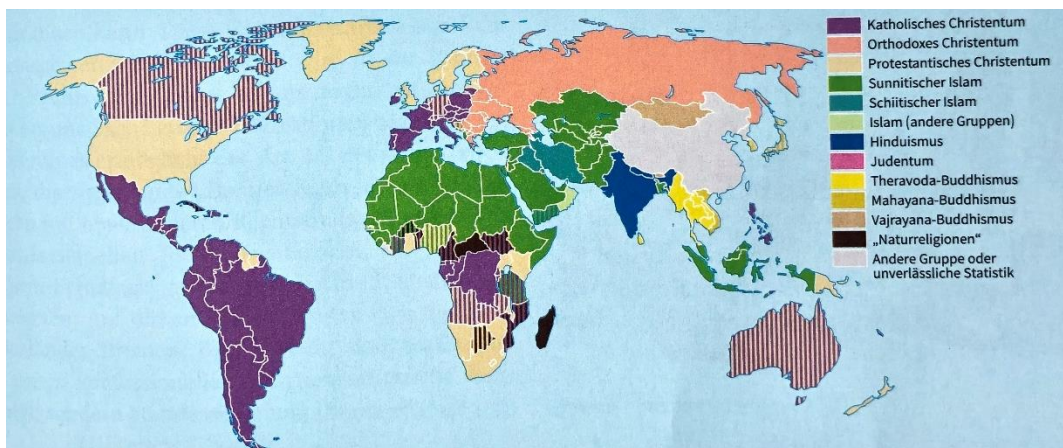 Katholisches Christentum
Orthodoxes Christentum
Protestantisches Christentum
Sunnitischer Islam
Schiitischer Islam
Islam (andere Gruppen)
Hinduismus
Judentum
Theravoda-Buddhismus
Mahayana-Buddhismus
Vajrayana-Buddhismus
„Naturreligionen“
Andere Gruppe oder
unverlässliche Statistik